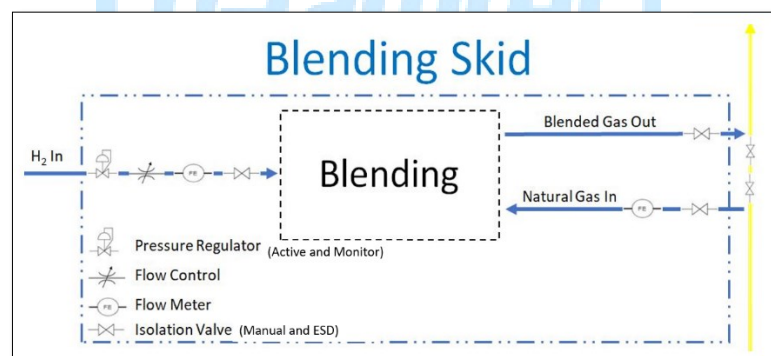 Blending Skid
H₂ In
FE
Blending
Blended Gas Out
Natural Gas In
FE
Pressure Regulator (Active and Monitor)
Flow Control
FE Flow Meter
Isolation Valve (Manual and ESD)